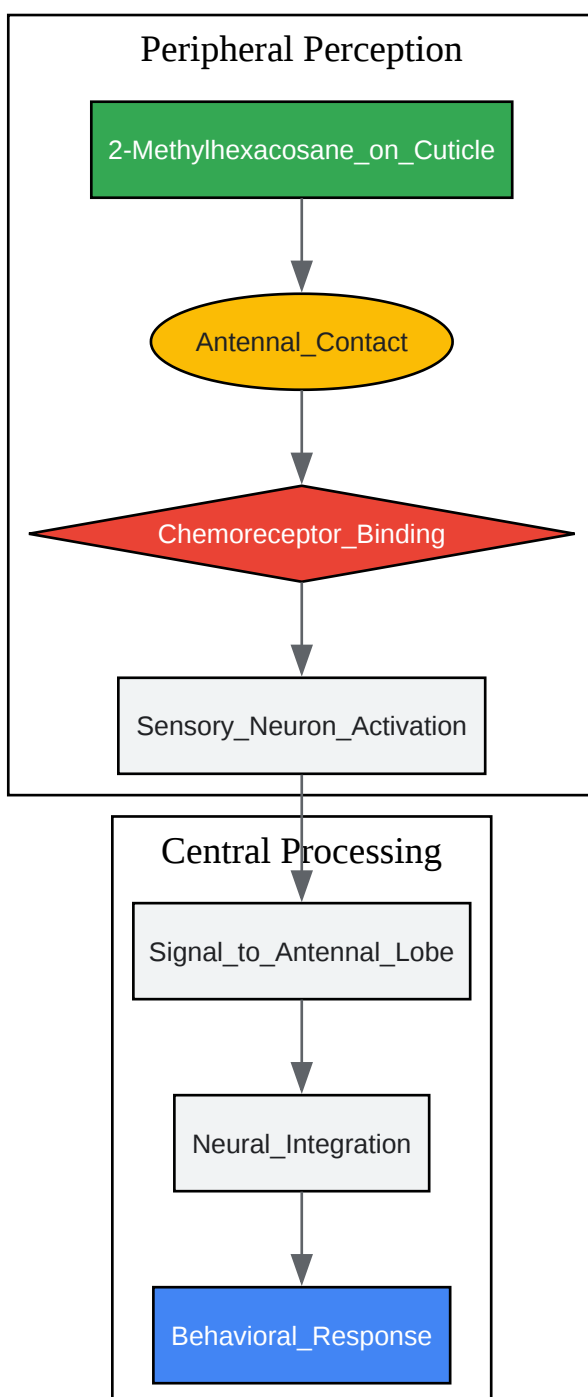 Peripheral Perception
2-Methylhexacosane_on_Cuticle
Antennal_Contact
Chemoreceptor_Binding
Sensory_Neuron_Activation
Central Processing
Signal_to_Antennal_Lobe
Neural_Integration
Behavioral_Response